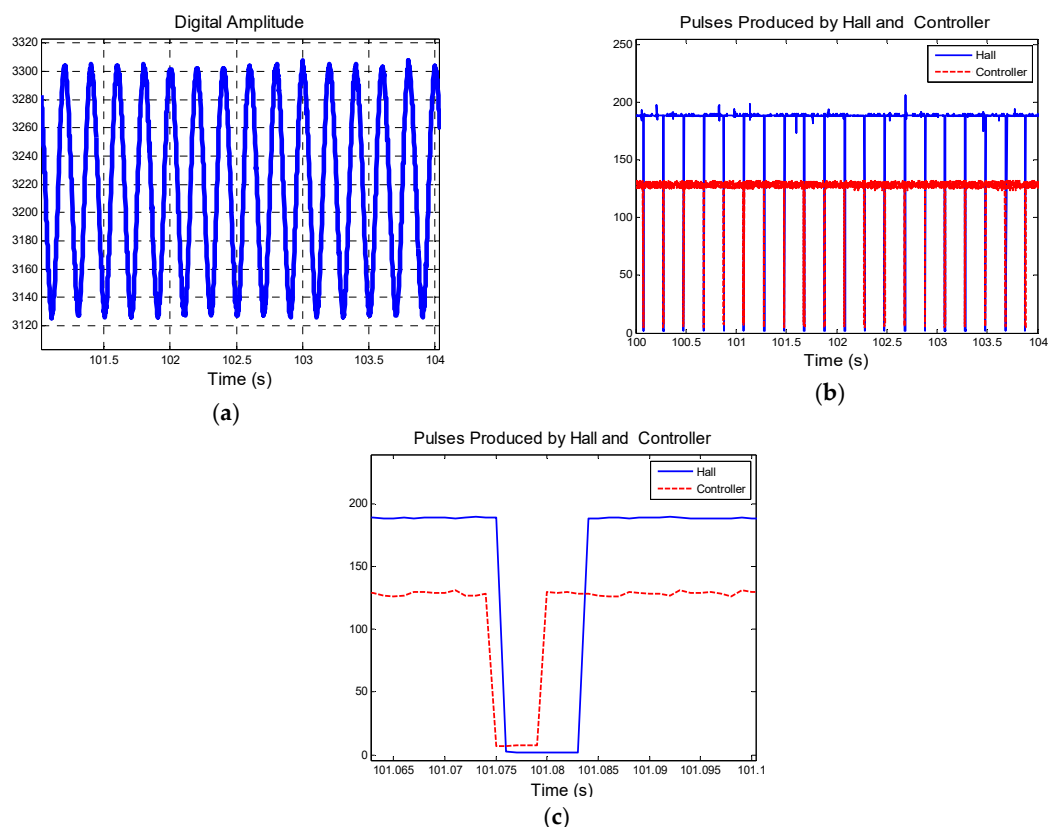 Digital Amplitude
3320
3300
3280
3260
3240
3220
3200
3180
3160
3140
3120
101.5 102 102.5 103 103.5 104
Time (s)
(a)
Pulses Produced by Hall and Controller
250
200
150
100
50
0
Hall
Controller
100 100.5 101 101.5 102 102.5 103 103.5 104
Time (s)
(b)
Pulses Produced by Hall and Controller
200
150
100
50
0
Hall
Controller
101.065 101.07 101.075 101.08 101.085 101.09 101.095 101.1
Time (s)
(c)